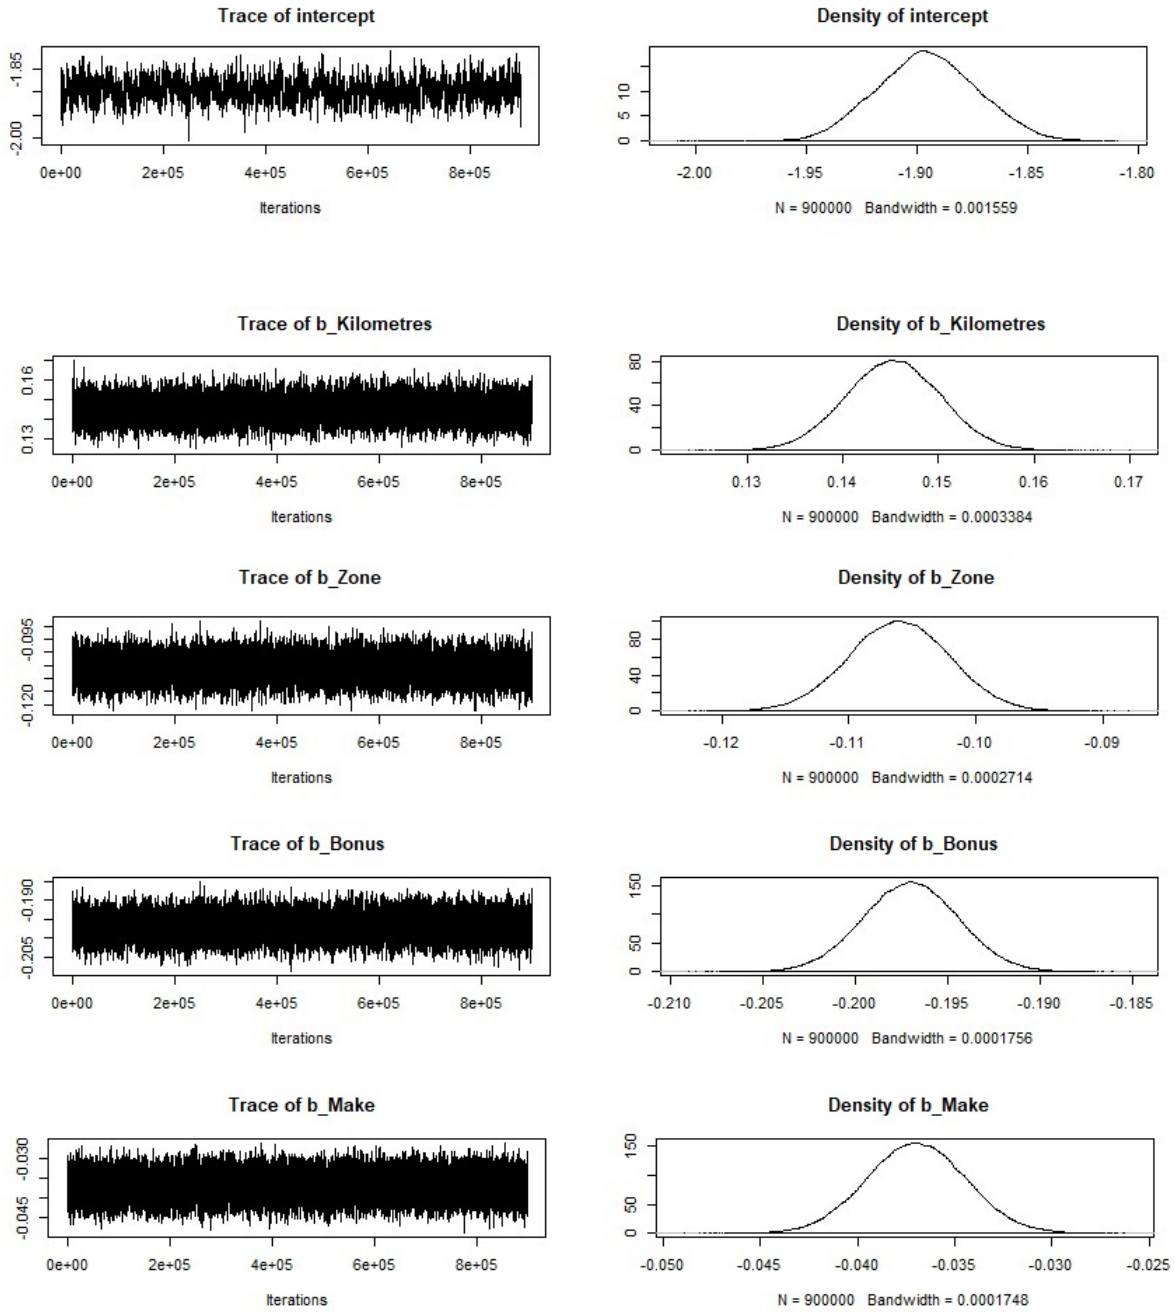 Trace of intercept
-1.85
-2.00
0e+00 2e+05 4e+05 6e+05 8e+05
Iterations
Density of intercept
10
5
0
-2.00 -1.95 -1.90 -1.85 -1.80
N = 900000 Bandwidth = 0.001559
Trace of b_Kilometres
0.16
0.13
0e+00 2e+05 4e+05 6e+05 8e+05
Iterations
Density of b_Kilometres
80
40
0
0.13 0.14 0.15 0.16 0.17
N = 900000 Bandwidth = 0.0003384
Trace of b_Zone
-0.095
-0.120
0e+00 2e+05 4e+05 6e+05 8e+05
Iterations
Density of b_Zone
80
40
0
-0.12 -0.11 -0.10 -0.09
N = 900000 Bandwidth = 0.0002714
Trace of b_Bonus
-0.190
-0.205
0e+00 2e+05 4e+05 6e+05 8e+05
Iterations
Density of b_Bonus
150
50
0
-0.210 -0.205 -0.200 -0.195 -0.190 -0.185
N = 900000 Bandwidth = 0.0001756
Trace of b_Make
-0.030
-0.045
0e+00 2e+05 4e+05 6e+05 8e+05
Iterations
Density of b_Make
150
50
0
-0.050 -0.045 -0.040 -0.035 -0.030 -0.025
N = 900000 Bandwidth = 0.0001748